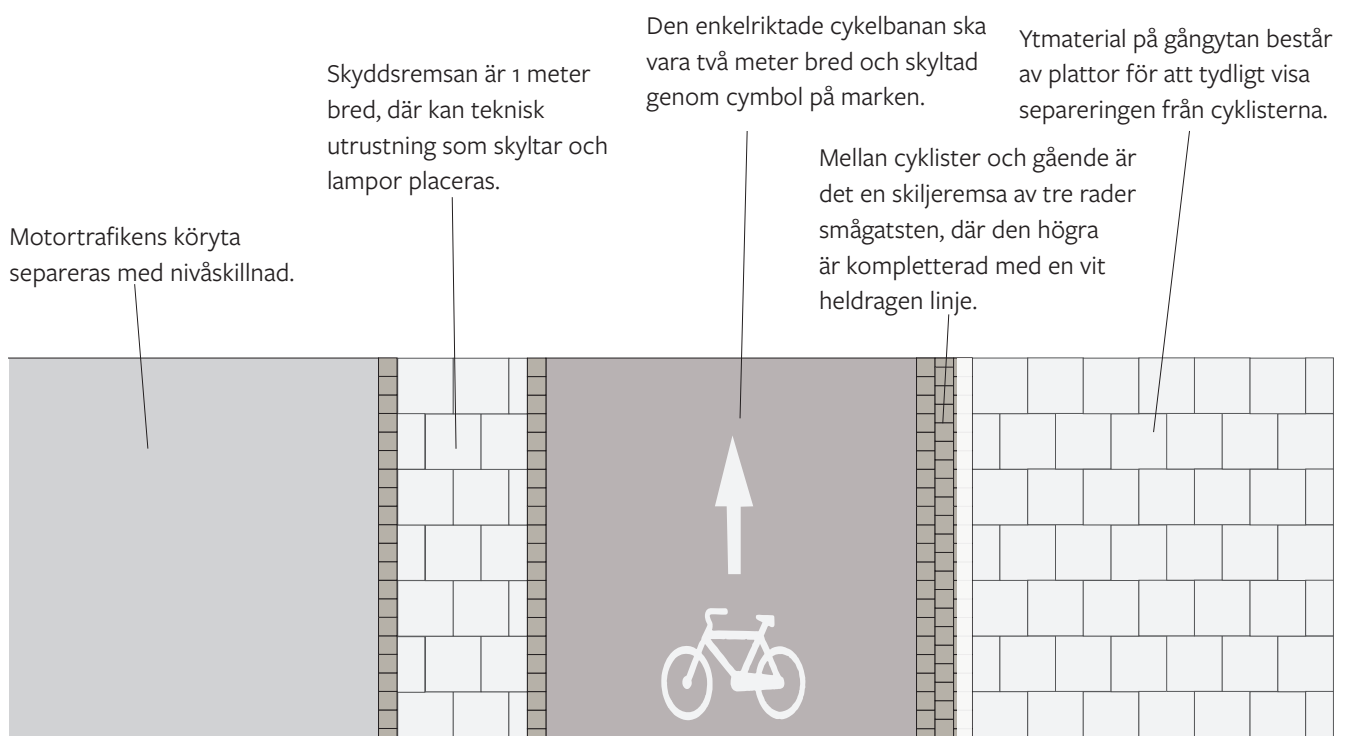 Motortrafikens köryta
separeras med nivåskillnad.
Skyddsremsan är 1 meter
bred, där kan teknisk
utrustning som skyltar och
lampor placeras.
Den enkelriktade cykelbanan ska
vara två meter bred och skyltad
genom cymbol på marken.
Mellan cyklister och gående är
det en skiljeremsa av tre rader
smågatsten, där den högra
är kompletterad med en vit
heldragen linje.
Ytmaterial på gångytan består
av plattor för att tydligt visa
separeringen från cyklisterna.